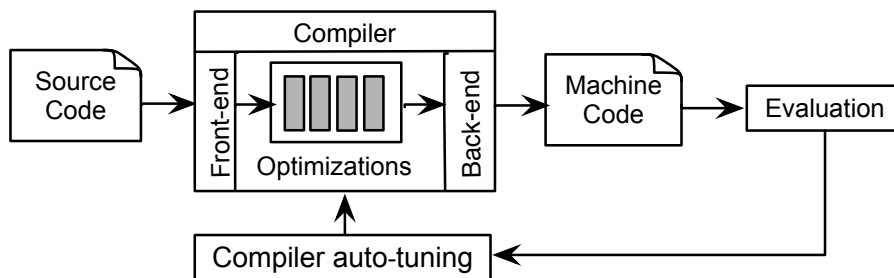 Compiler
Source
Code
Front-end
Optimizations
Back-end
Machine
Code
Evaluation
Compiler auto-tuning